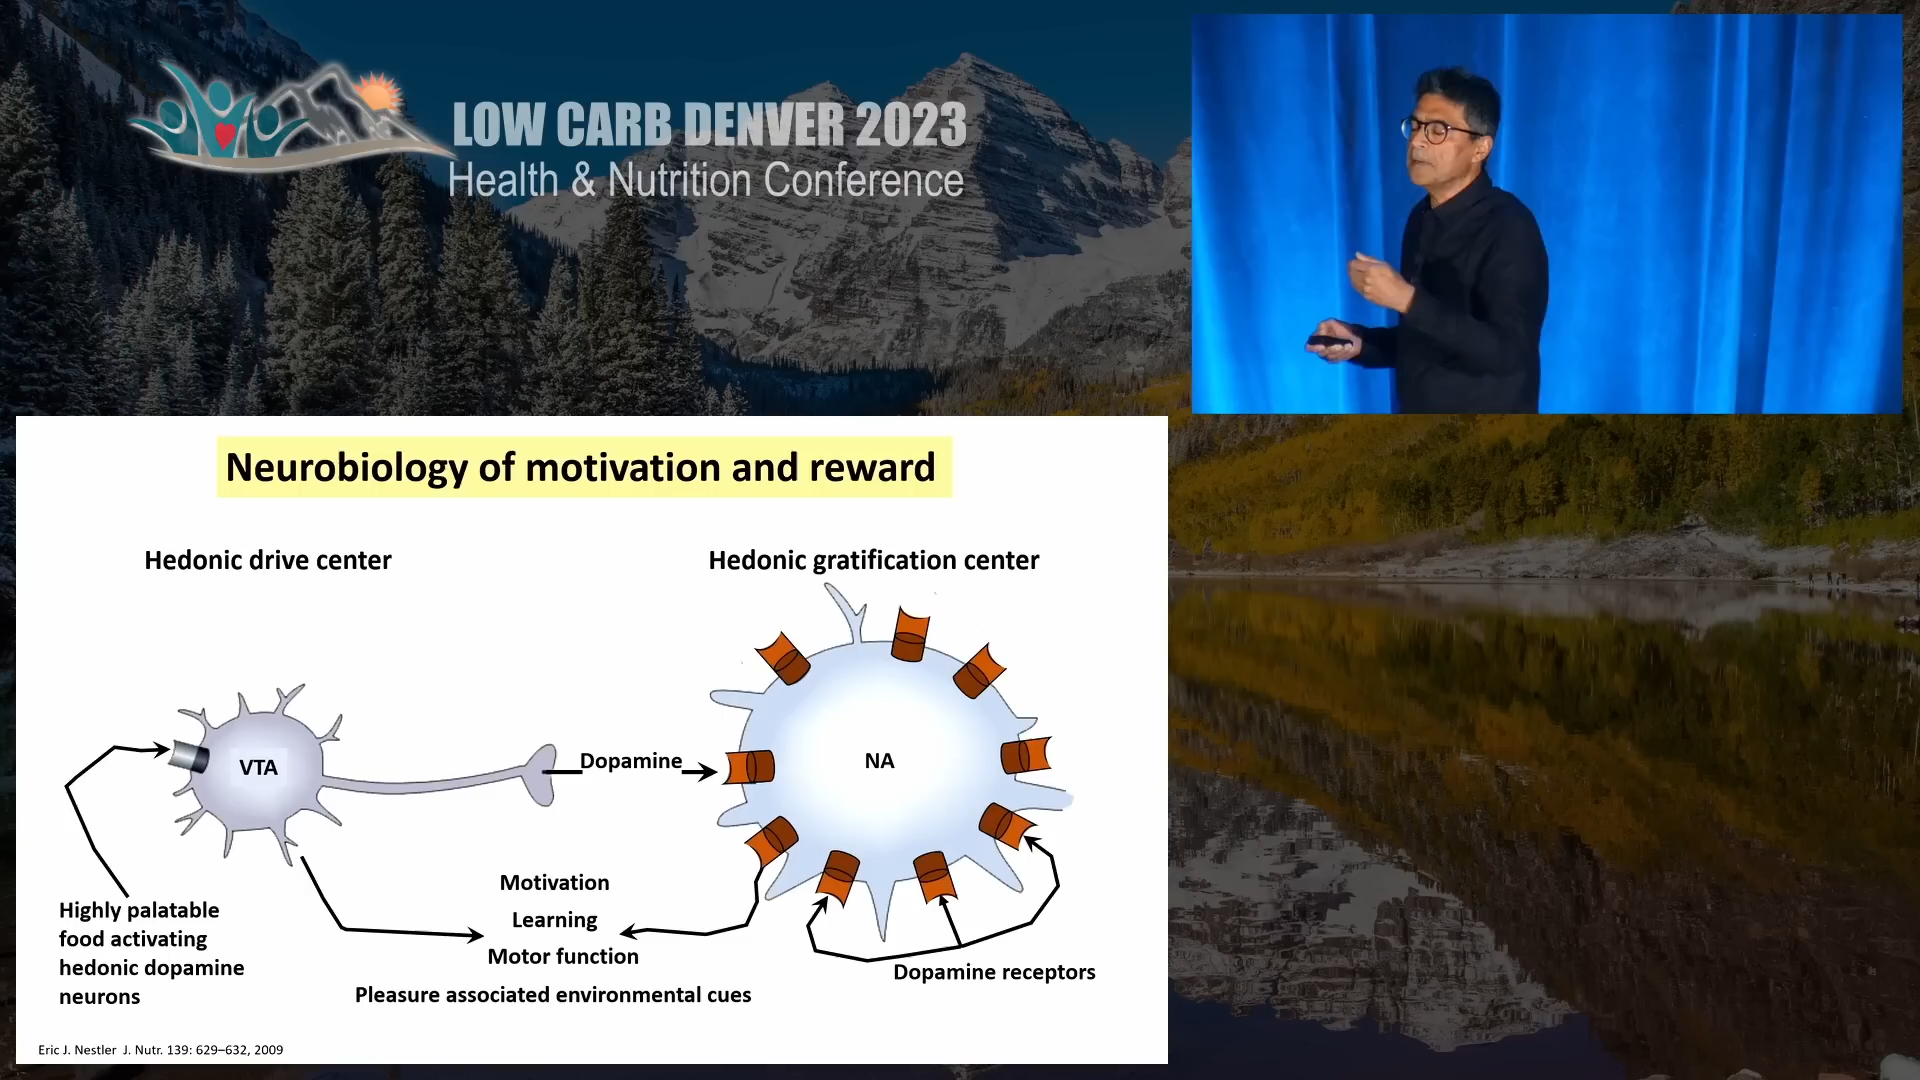 LOW CARB DENVER 2023
Health & Nutrition Conference
Neurobiology of motivation and reward
Hedonic drive center
Hedonic gratification center
VTA
Dopamine
NA
Highly palatable
food activating
hedonic dopamine
neurons
Motivation
Learning
Motor function
Pleasure associated environmental cues
Dopamine receptors
Eric J. Nestler J. Nutr. 139: 629–632, 2009